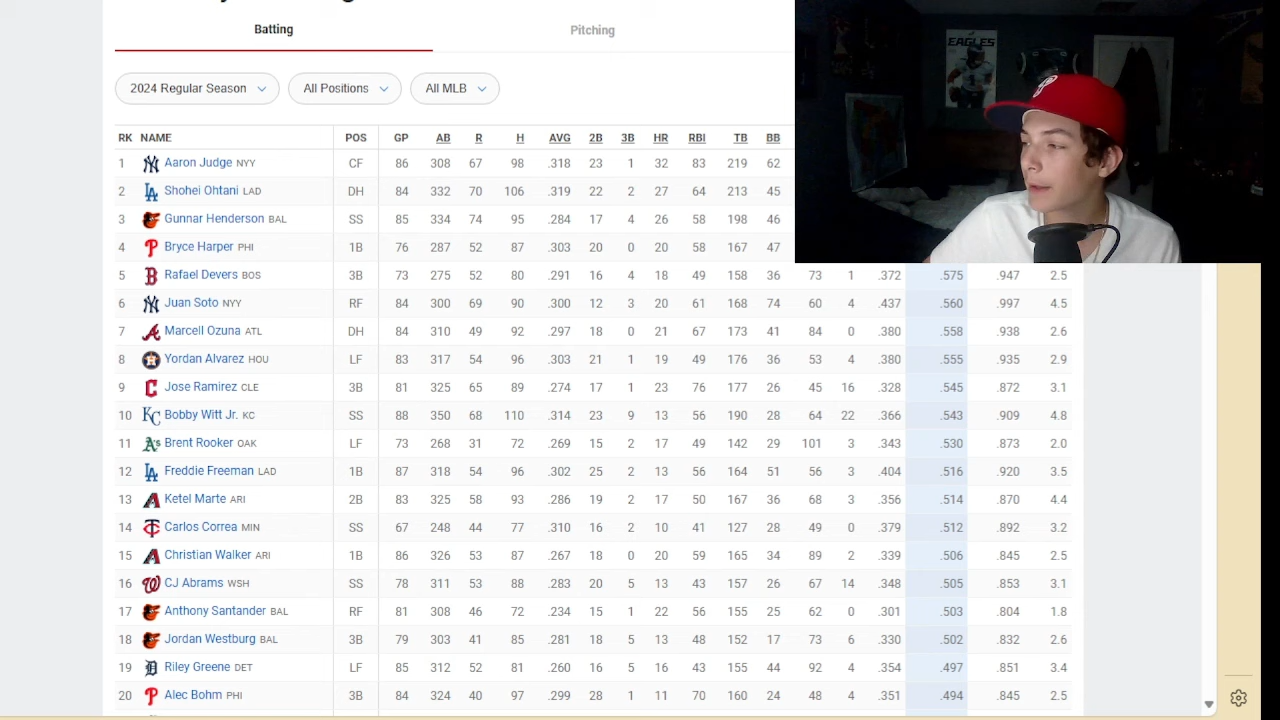 Batting Pitching
2024 Regular Season All Positions All MLB
RK NAME POS GP AB R H AVG 2B 3B HR RBI TB BB
1 Aaron Judge NYY CF 86 308 67 98 .318 23 1 32 83 219 62
2 Shohei Ohtani LAD DH 84 332 70 106 .319 22 2 27 64 213 45
3 Gunnar Henderson BAL SS 85 334 74 95 .284 17 4 26 58 198 46
4 Bryce Harper PHI 1B 76 287 52 87 .303 20 0 20 58 167 47
5 Rafael Devers BOS 3B 73 275 52 80 .291 16 4 18 49 158 36 73 1 .372 .575 .947 2.5
6 Juan Soto NYY RF 84 300 69 90 .300 12 3 20 61 168 74 60 4 .437 .560 .997 4.5
7 Marcell Ozuna ATL DH 84 310 49 92 .297 18 0 21 67 173 41 84 0 .380 .558 .938 2.6
8 Yordan Alvarez HOU LF 83 317 54 96 .303 21 1 19 49 176 36 53 .384 .555 .935 2.9
9 Jose Ramirez CLE 3B 81 325 65 89 .274 17 1 23 76 177 26 45 16 .328 .545 .872 3.1
10 Bobby Witt Jr. KC SS 88 350 68 110 .314 23 9 13 56 190 28 64 22 .366 .543 .909 4.8
11 Brent Rooker OAK LF 73 268 31 72 .269 15 2 17 49 142 29 101 .343 .530 .873 2.0
12 Freddie Freeman LAD 1B 87 318 54 96 .302 25 2 13 56 164 51 56 .404 .516 .920 3.5
13 Ketel Marte ARI 2B 83 325 58 93 .286 19 2 17 50 167 36 68 .356 .514 .870 4.4
14 Carlos Correa MIN SS 67 248 44 77 .310 16 2 10 41 127 28 49 .379 .512 .892 3.2
15 Christian Walker ARI 1B 86 326 53 87 .267 18 0 20 59 165 34 89 .339 .506 .845 2.5
16 CJ Abrams WSH SS 78 311 53 88 .283 20 5 13 43 157 26 67 14 .348 .505 .853 3.1
17 Anthony Santander BAL RF 81 308 46 72 .234 15 1 22 56 155 25 62 0 .301 .503 .804 1.8
18 Jordan Westburg BAL 3B 79 303 41 85 .281 18 5 13 48 152 17 73 6 .330 .502 .832 2.6
19 Riley Greene DET LF 85 312 52 81 .260 16 5 16 43 155 44 92 4 .354 .497 .851 3.4
20 Alec Bohm PHI 3B 84 324 40 97 .299 28 1 11 70 160 24 48 4 .351 .494 .845 2.5
EAGLES